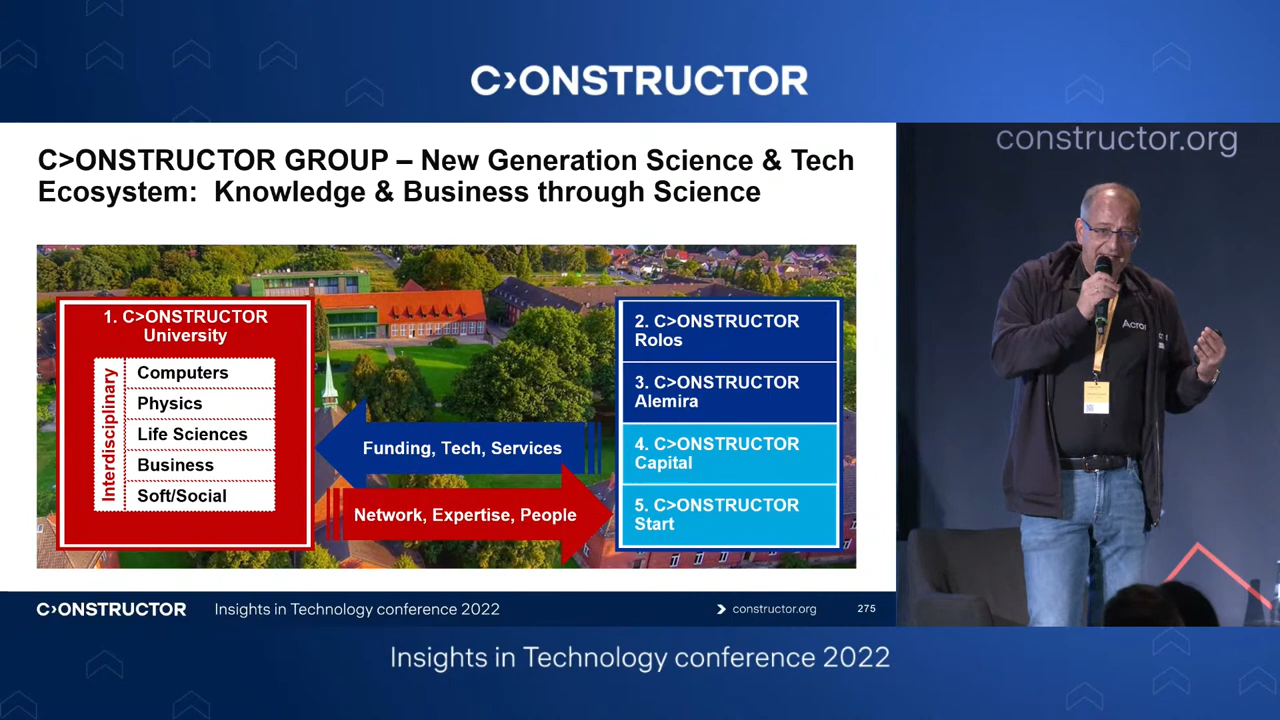 C›ONSTRUCTOR
constructor.org
C>ONSTRUCTOR GROUP – New Generation Science & Tech
Ecosystem: Knowledge & Business through Science
1. C>ONSTRUCTOR
University
Interdisciplinary
Computers
Physics
Life Sciences
Business
Soft/Social
Funding, Tech, Services
Network, Expertise, People
2. C>ONSTRUCTOR
Rolos
3. C>ONSTRUCTOR
Alemira
4. C>ONSTRUCTOR
Capital
5. C>ONSTRUCTOR
Start
C›ONSTRUCTOR
Insights in Technology conference 2022
constructor.org
275
Insights in Technology conference 2022